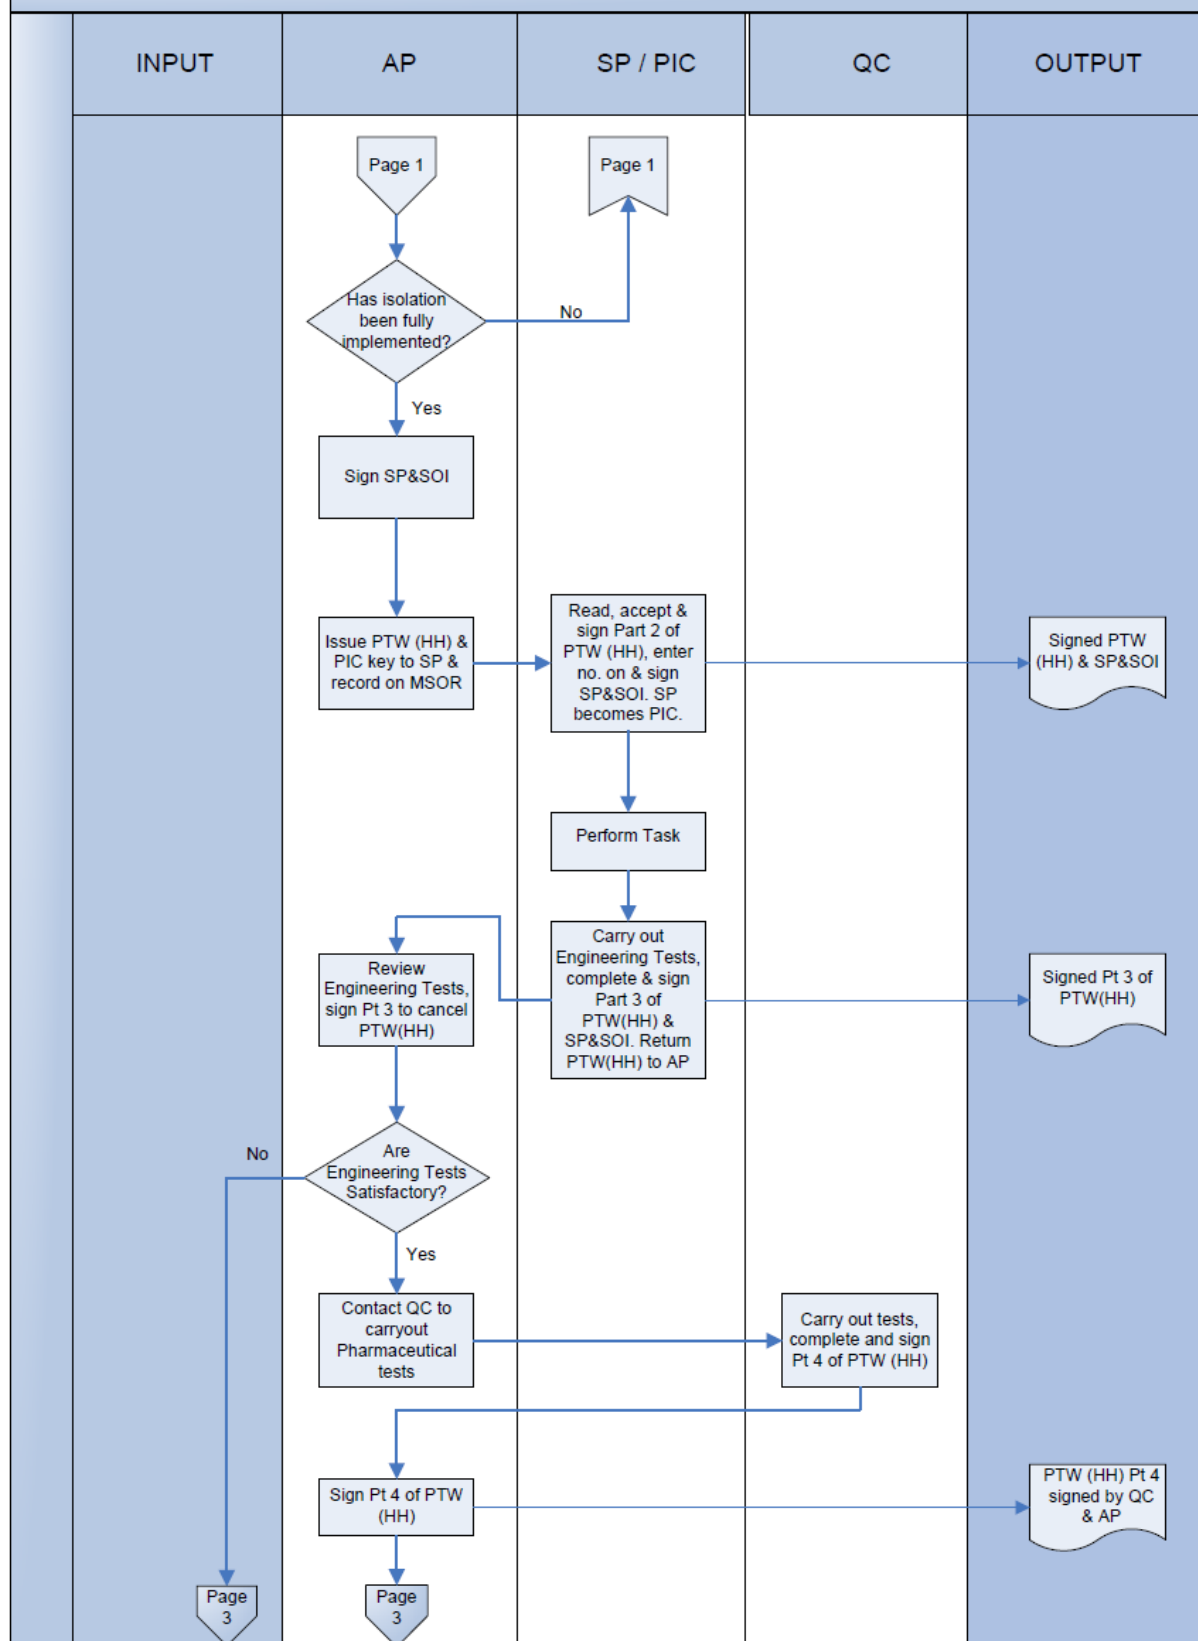 INPUT
AP
SP / PIC
QC
OUTPUT
Page 1
Page 1
Has isolation
been fully
implemented?
No
Yes
Sign SP&SOI
Issue PTW (HH) &
PIC key to SP &
record on MSOR
Read, accept &
sign Part 2 of
PTW (HH), enter
no. on & sign
SP&SOI. SP
becomes PIC.
Signed PTW
(HH) & SP&SOI
Perform Task
Carry out
Engineering Tests,
complete & sign
Part 3 of
PTW(HH) &
SP&SOI. Return
PTW(HH) to AP
Review
Engineering Tests,
sign Pt 3 to cancel
PTW(HH)
Signed Pt 3 of
PTW(HH)
Are
Engineering Tests
Satisfactory?
No
Yes
Contact QC to
carryout
Pharmaceutical
tests
Carry out tests,
complete and sign
Pt 4 of PTW (HH)
Sign Pt 4 of PTW
(HH)
PTW (HH) Pt 4
signed by QC
& AP
Page
3
Page
3